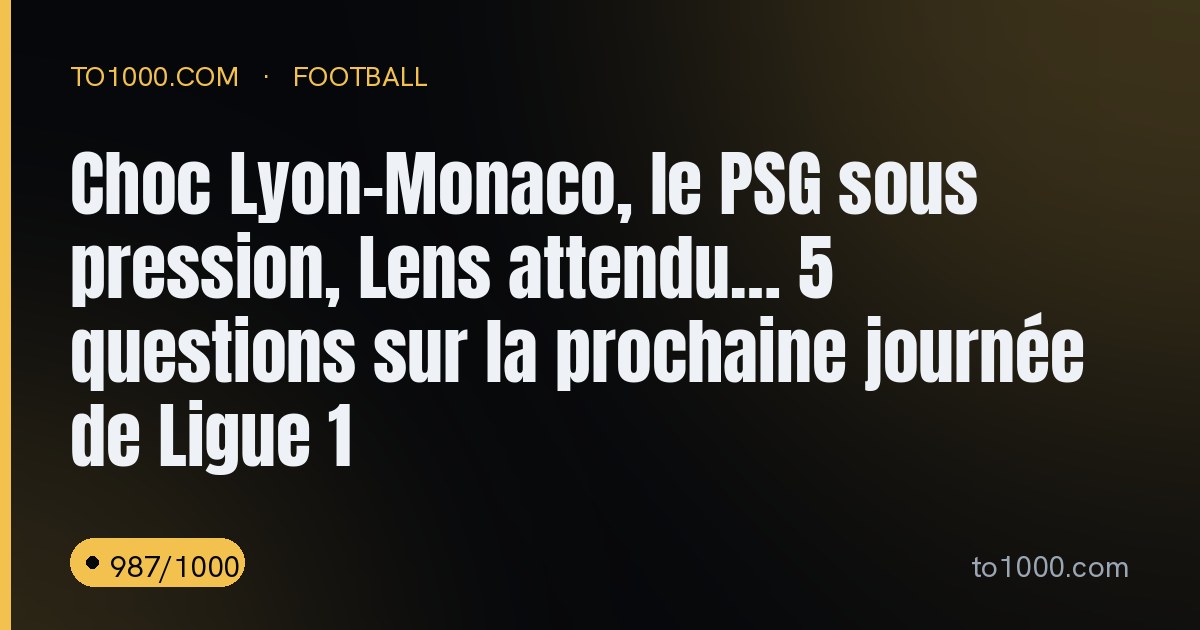 TO1000.COM · FOOTBALL
Choc Lyon-Monaco, le PSG sous
pression, Lens attendu... 5
questions sur la prochaine journée
de Ligue 1
987/1000
to1000.com